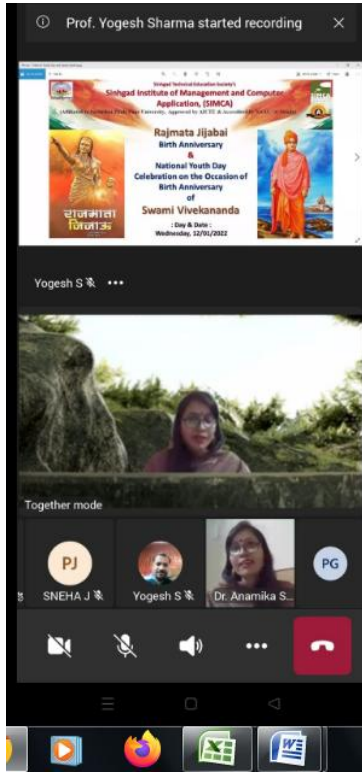 Prof. Yogesh Sharma started recording
Sinhgad Technical Education Society's
Sinhgad Institute of Management and Computer
Application, (SIMCA)
Rajmata Jijabai
Birth Anniversary
&
National Youth Day
Celebration on the Occasion of
Birth Anniversary
of
Swami Vivekananda
: Day & Date :
Wednesday, 12/01/2022
राजमाता
जिजाऊ
Yogesh S
Together mode
PJ
SNEHA J
Yogesh S
Dr. Anamika S...
PG